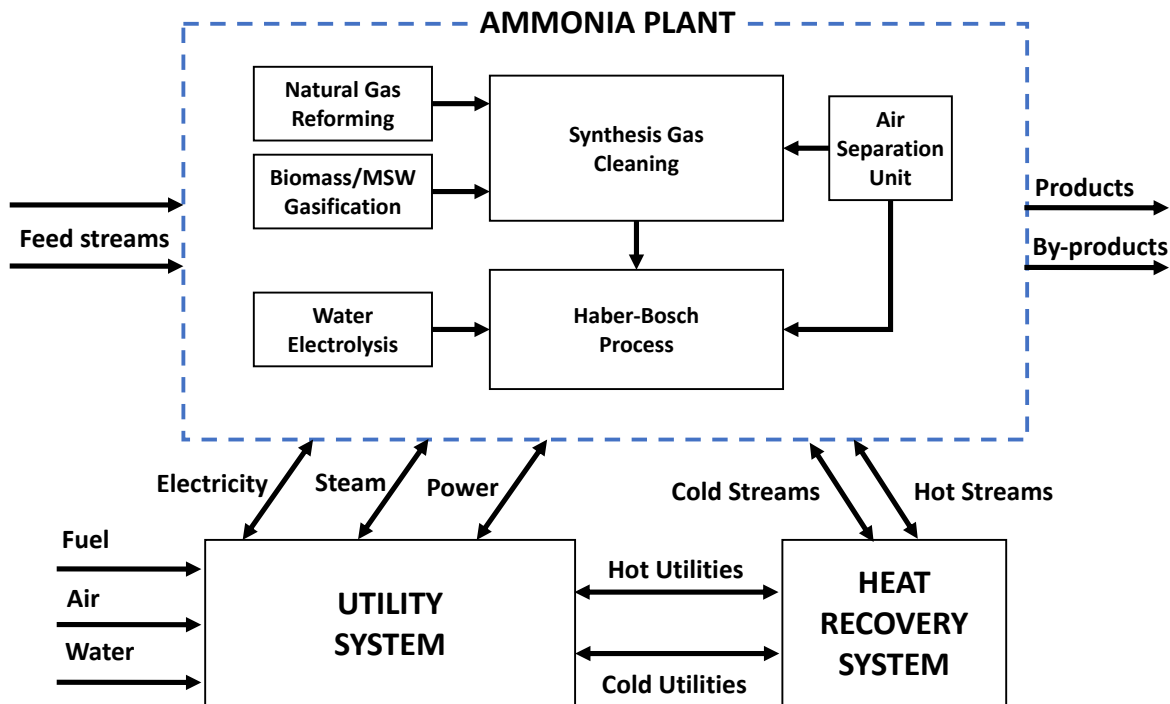 AMMONIA PLANT
Natural Gas
Reforming
Synthesis Gas
Cleaning
Air
Separation
Unit
Biomass/MSW
Gasification
Feed streams
Products
By-products
Water
Electrolysis
Haber-Bosch
Process
Electricity
Steam
Power
Cold Streams
Hot Streams
Fuel
Air
Water
UTILITY
SYSTEM
Hot Utilities
Cold Utilities
HEAT
RECOVERY
SYSTEM